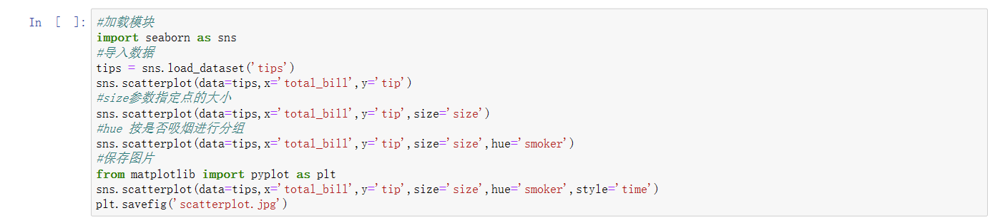 In [ ]:
#加载模块
import seaborn as sns
#导入数据
tips = sns.load_dataset('tips')
sns.scatterplot(data=tips,x='total_bill',y='tip')
#size参数指定点的大小
sns.scatterplot(data=tips,x='total_bill',y='tip',size='size')
#hue 按是否吸烟进行分组
sns.scatterplot(data=tips,x='total_bill',y='tip',size='size',hue='smoker')
#保存图片
from matplotlib import pyplot as plt
sns.scatterplot(data=tips,x='total_bill',y='tip',size='size',hue='smoker',style='time')
plt.savefig('scatterplot.jpg')